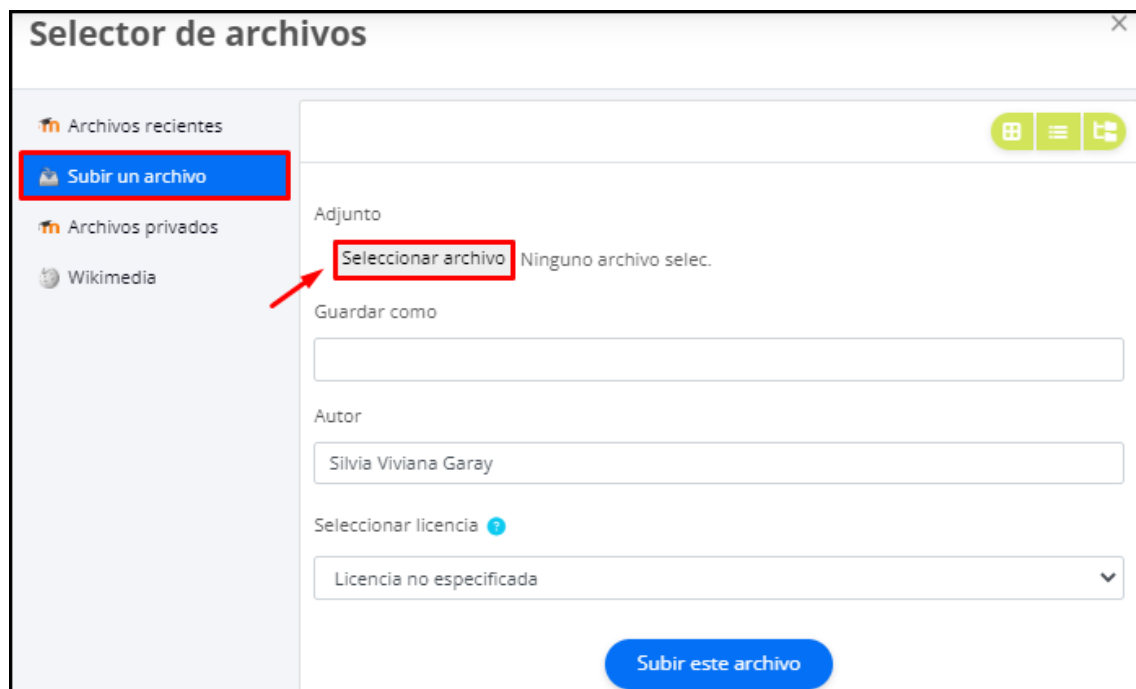 Selector de archivos
Archivos recientes
Subir un archivo
Archivos privados
Wikimedia
Adjunto
Seleccionar archivo Ninguno archivo selec.
Guardar como
Autor
Silvia Viviana Garay
Seleccionar licencia
Licencia no especificada
Subir este archivo